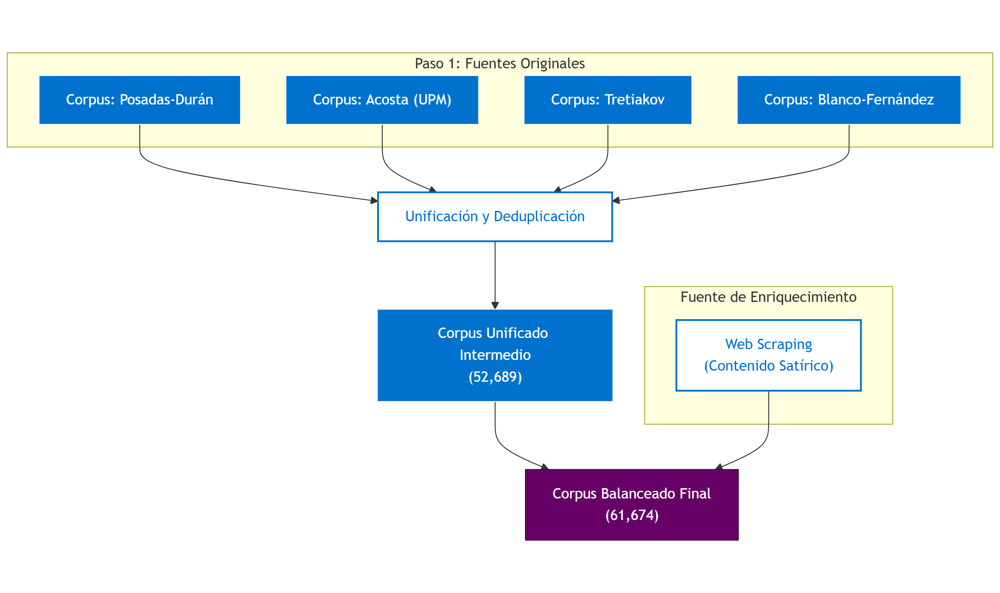 Paso 1: Fuentes Originales
Corpus: Posadas-Durán
Corpus: Acosta (UPM)
Corpus: Tretiakov
Corpus: Blanco-Fernández
Unificación y Deduplicación
Corpus Unificado
Intermedio
(52,689)
Fuente de Enriquecimiento
Web Scraping
(Contenido Satírico)
Corpus Balanceado Final
(61,674)